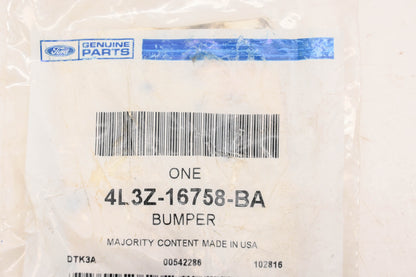 Ford
GENUINE
PARTS
ONE
4L3Z-16758-BA
BUMPER
MAJORITY CONTENT MADE IN USA
DTK3A 00542286 102816